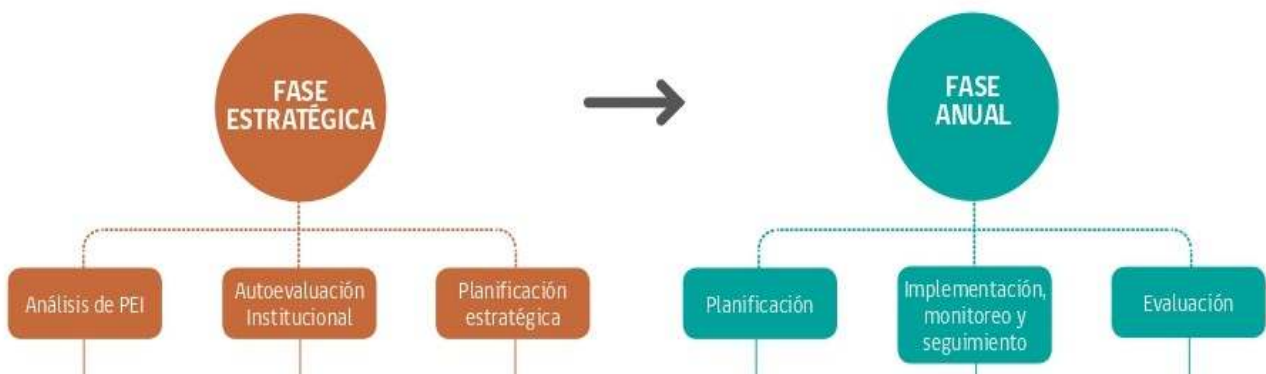 FASE
ESTRATÉGICA
FASE
ANUAL
Análisis de PEI
Autoevaluación
Institucional
Planificación
estratégica
Planificación
Implementación,
monitoreo y
seguimiento
Evaluación